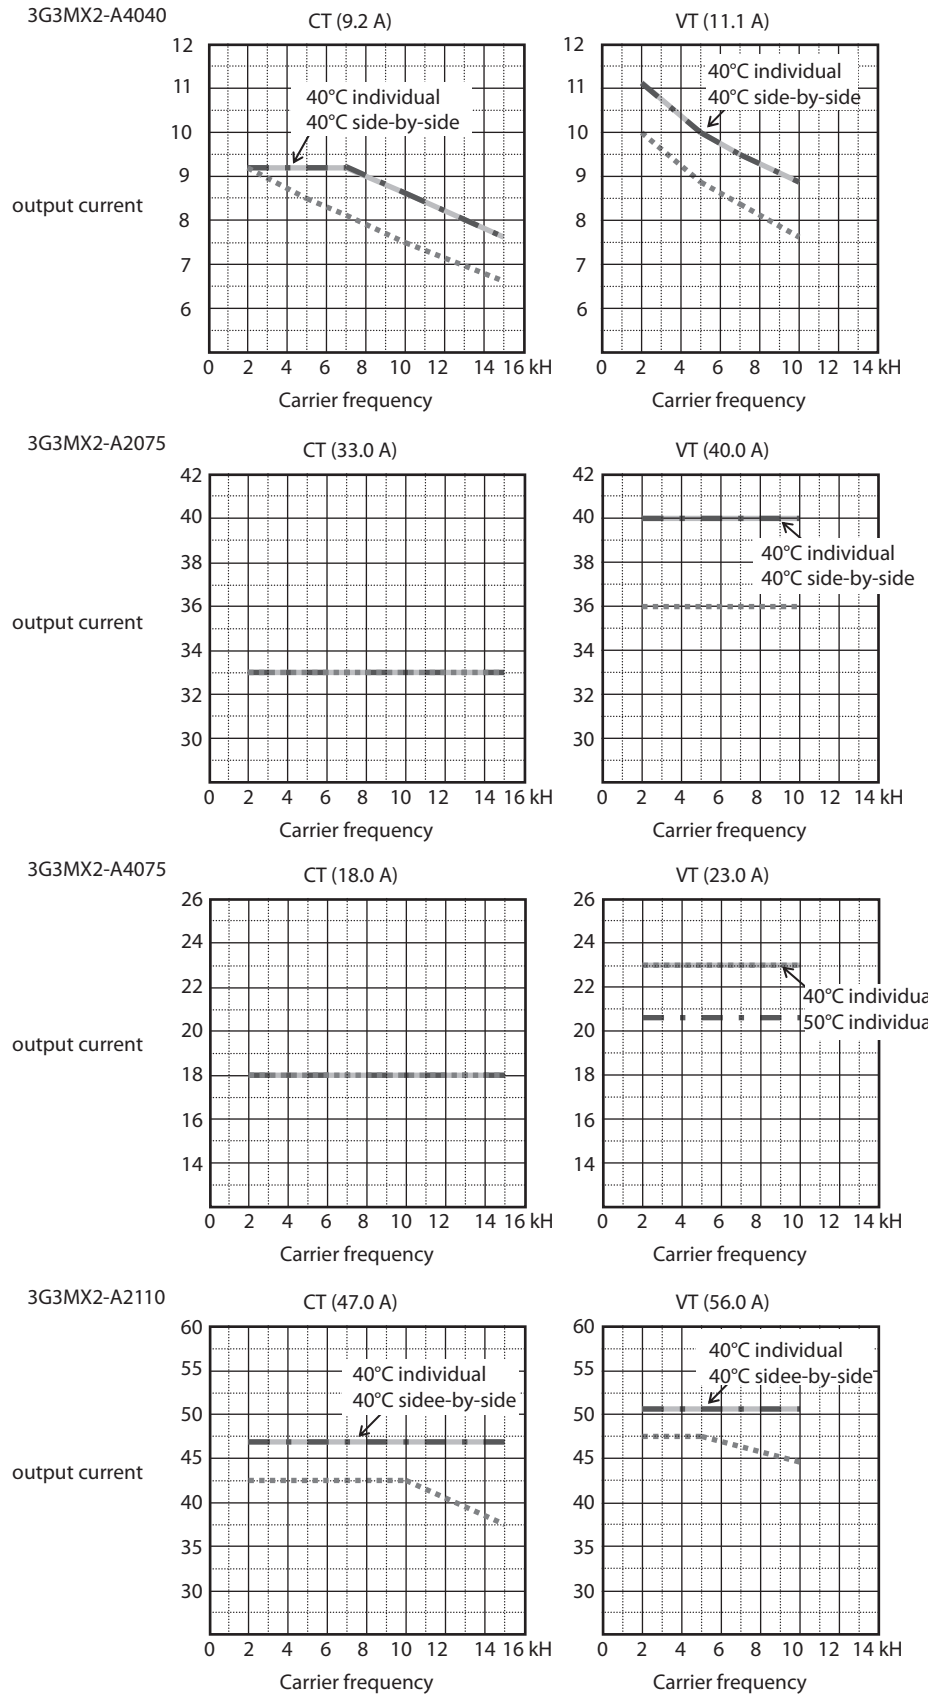 3G3MX2-A4040
CT (9.2 A)
VT (11.1 A)
12
11
10
9
8
7
6
40°C individual
40°C side-by-side
output current
0 2 4 6 8 10 12 14 16 kH
Carrier frequency
12
11
10
9
8
7
6
40°C individual
40°C side-by-side
0 2 4 6 8 10 12 14 kH
Carrier frequency
3G3MX2-A2075
CT (33.0 A)
VT (40.0 A)
42
40
38
36
33
32
30
output current
0 2 4 6 8 10 12 14 16 kH
Carrier frequency
42
40
38
36
34
32
30
40°C individual
40°C side-by-side
0 2 4 6 8 10 12 14 kH
Carrier frequency
3G3MX2-A4075
CT (18.0 A)
VT (23.0 A)
26
24
22
20
18
16
14
output current
0 2 4 6 8 10 12 14 16 kH
Carrier frequency
26
24
22
20
18
16
14
40°C individua
50°C individua
0 2 4 6 8 10 12 14 kH
Carrier frequency
3G3MX2-A2110
CT (47.0 A)
VT (56.0 A)
60
55
50
45
40
35
30
40°C individual
40°C sidee-by-side
output current
0 2 4 6 8 10 12 14 16 kH
Carrier frequency
60
55
50
45
40
35
30
40°C individual
40°C sidee-by-side
0 2 4 6 8 10 12 14 kH
Carrier frequency